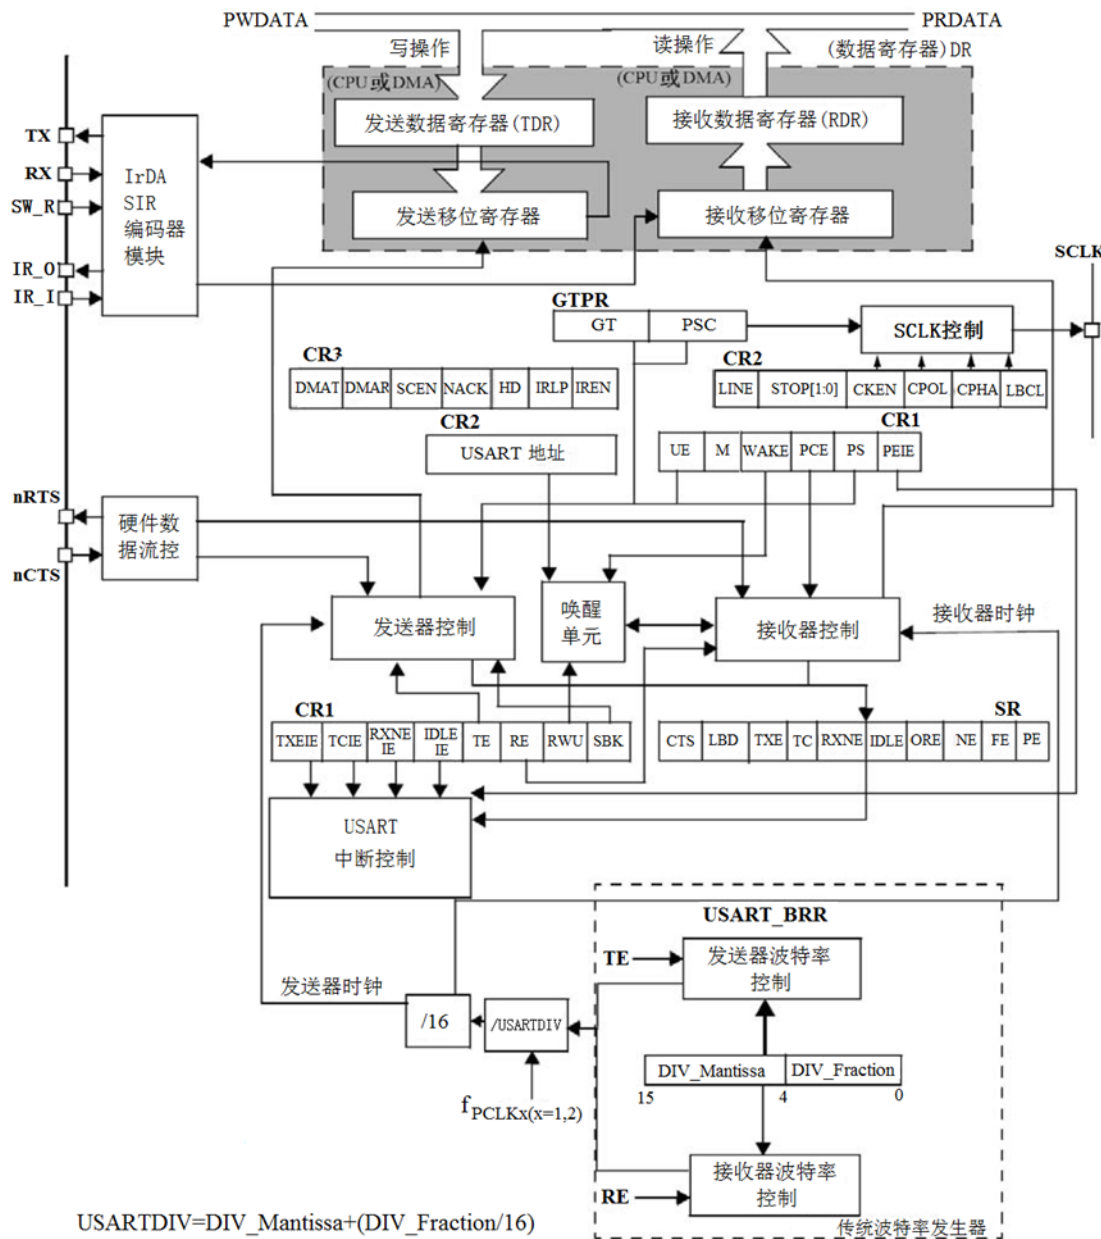 PWDATA
PRDATA
写操作
读操作
(数据寄存器)DR
(CPU或DMA)
(CPU或DMA)
发送数据寄存器(TDR)
接收数据寄存器(RDR)
TX
RX
SW_R
IR_O
IR_I
IrDA
SIR
编码器
模块
发送移位寄存器
接收移位寄存器
SCLK
GTPR
GT
PSC
SCLK控制
CR3
DMAT
DMAR
SCEN
NACK
HD
IRLP
IREN
CR2
LINE
STOP[1:0]
CKEN
CPOL
CPHA
LBCL
CR2
USART 地址
CR1
UE
M
WAKE
PCE
PS
PEIE
nRTS
nCTS
硬件数
据流控
发送器控制
唤醒
单元
接收器控制
接收器时钟
CR1
TXEIE
TCIE
RXNE
IE
IDLE
IE
TE
RE
RWU
SBK
SR
CTS
LBD
TXE
TC
RXNE
IDLE
ORE
NE
FE
PE
USART
中断控制
USART_BRR
TE
发送器波特率
控制
发送器时钟
/16
/USARTDIV
DIV_Mantissa
DIV_Fraction
15
4
0
fPCLKx(x=1,2)
接收器波特率
控制
RE
传统波特率发生器
USARTDIV=DIV_Mantissa+(DIV_Fraction/16)